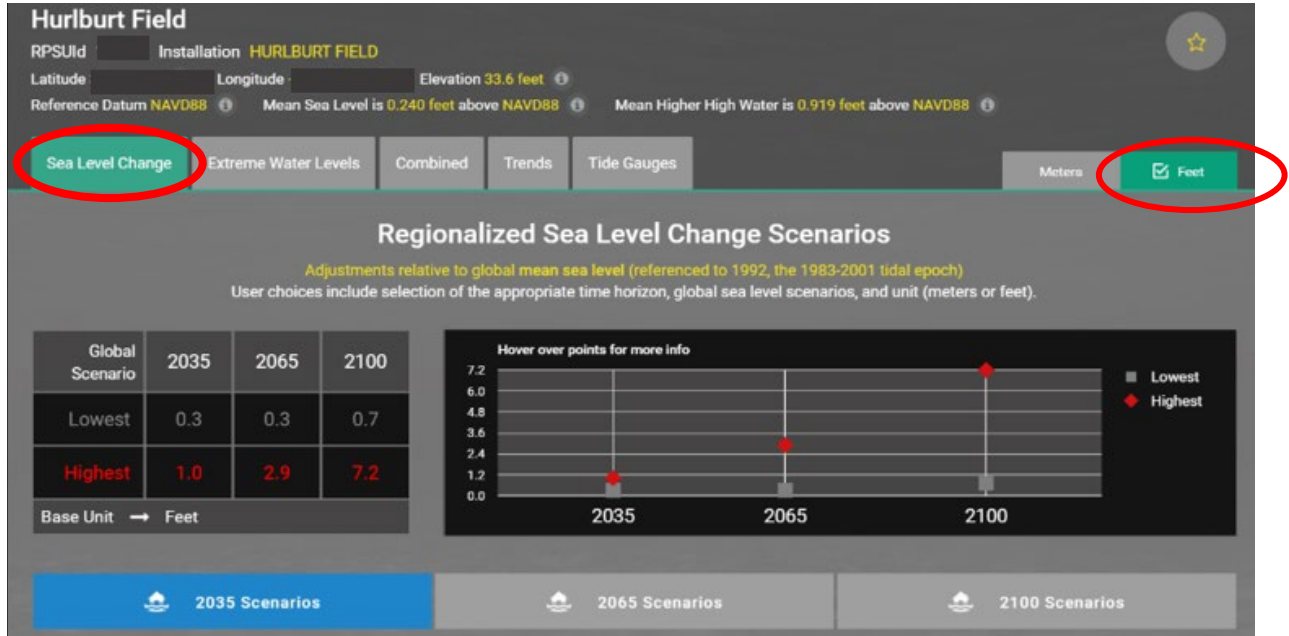 Hurlburt Field
RPSUId Installation HURLBURT FIELD
Latitude Longitude Elevation 33.6 feet
Reference Datum NAVD88 Mean Sea Level is 0.240 feet above NAVD88 Mean Higher High Water is 0.919 feet above NAVD88
Sea Level Change Extreme Water Levels Combined Trends Tide Gauges Meters Feet
Regionalized Sea Level Change Scenarios
Adjustments relative to global mean sea level (referenced to 1992, the 1983-2001 tidal epoch)
User choices include selection of the appropriate time horizon, global sea level scenarios, and unit (meters or feet).
Global Scenario 2035 2065 2100
Lowest 0.3 0.3 0.7
Highest 1.0 2.9 7.2
Base Unit → Feet
Hover over points for more info
7.2
6.0
4.8
3.6
2.4
1.2
0.0
2035 2065 2100
Lowest
Highest
2035 Scenarios 2065 Scenarios 2100 Scenarios